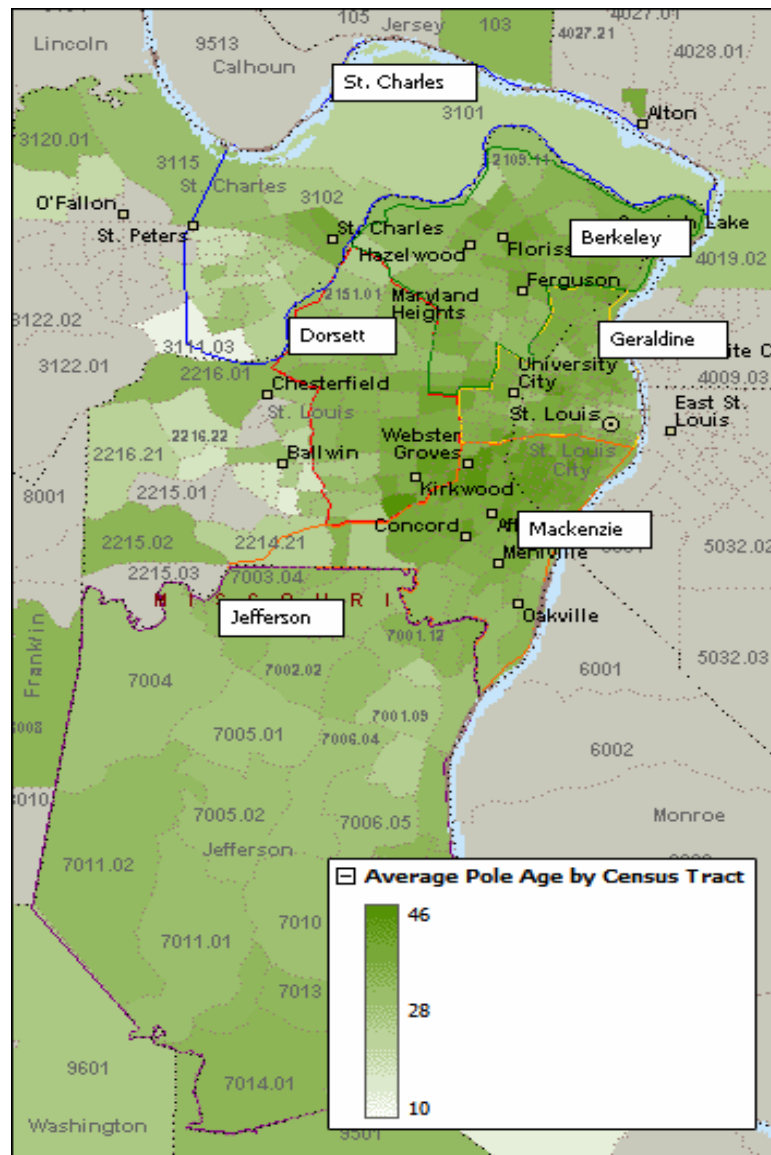 105
Jersey
103
4027.01
4027.21
Lincoln
9513
Calhoun
4028.01
St. Charles
3101
Alton
3120.01
3115
St. Charles
2109.11
O'Fallon
3102
St. Peters
St. Charles
Hazelwood
Lake
Berkeley
4019.02
Ferguson
2151.01
Maryland
Heights
3122.02
Dorsett
Geraldine
3111.03
3122.01
2216.01
University
City
4009.03
Chesterfield
St. Louis
St. Louis
East St.
Louis
2216.22
Webster
Groves
St. Louis
City
2216.21
Ballwin
8001
2215.01
Kirkwood
Concord
Mackenzie
2215.02
2214.21
5032.02
Mehlville
2215.03
7003.04
MISSOURI
Jefferson
Oakville
7001.12
Franklin
7002.02
6001
5032.03
7004
7001.09
7005.01
7006.04
6002
7005.02
7006.05
Monroe
Jefferson
7011.02
Average Pole Age by Census Tract
46
7010
7011.01
28
7013
9601
7014.01
10
Washington
9501